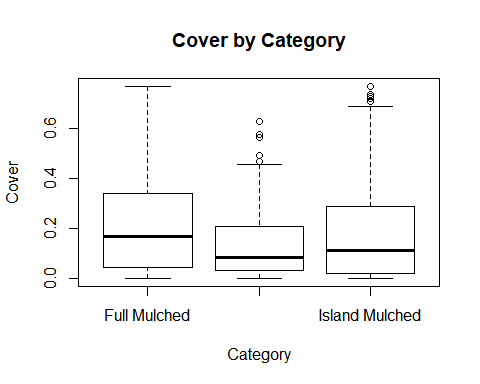 Cover by Category
Cover
0.6
0.4
0.2
0.0
Full Mulched
Island Mulched
Category